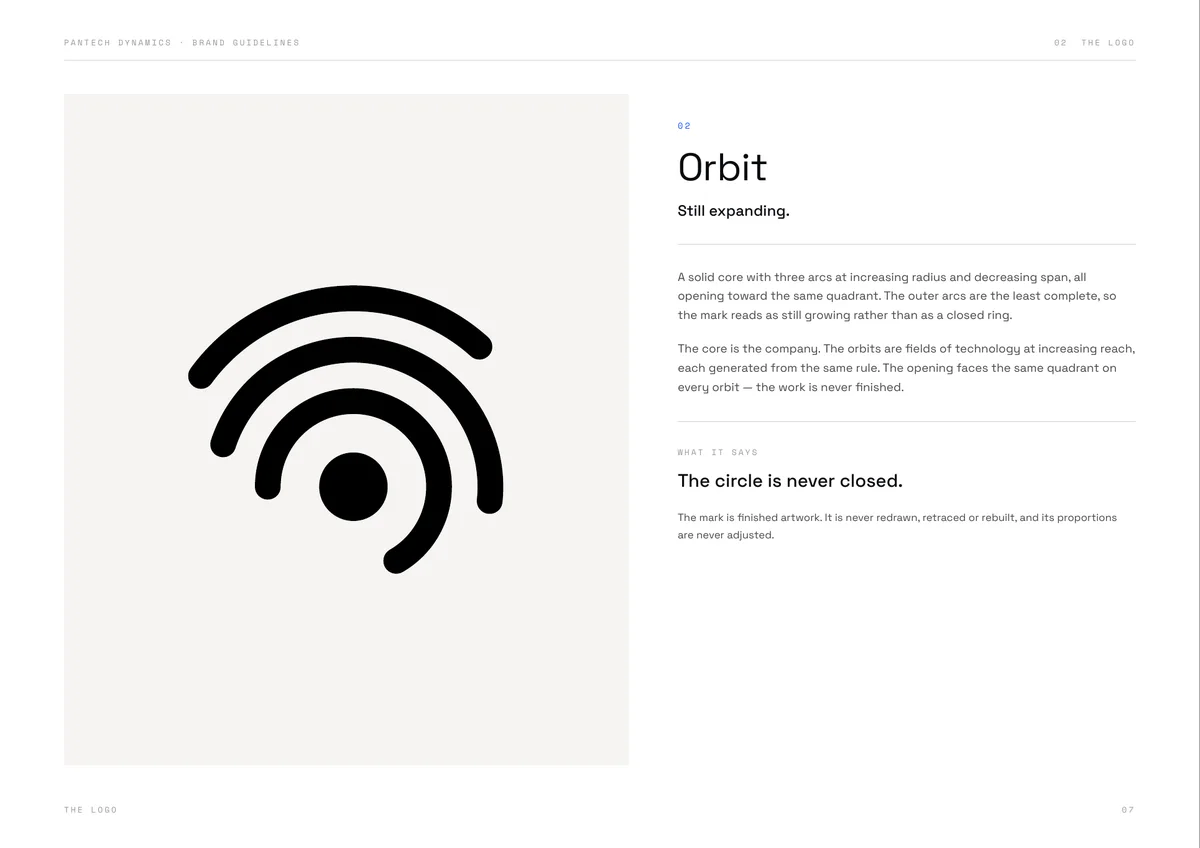 PANTECH DYNAMICS · BRAND GUIDELINES
02 THE LOGO
02
Orbit
Still expanding.
A solid core with three arcs at increasing radius and decreasing span, all
opening toward the same quadrant. The outer arcs are the least complete, so
the mark reads as still growing rather than as a closed ring.
The core is the company. The orbits are fields of technology at increasing reach,
each generated from the same rule. The opening faces the same quadrant on
every orbit — the work is never finished.
WHAT IT SAYS
The circle is never closed.
The mark is finished artwork. It is never redrawn, retraced or rebuilt, and its proportions
are never adjusted.
THE LOGO
07